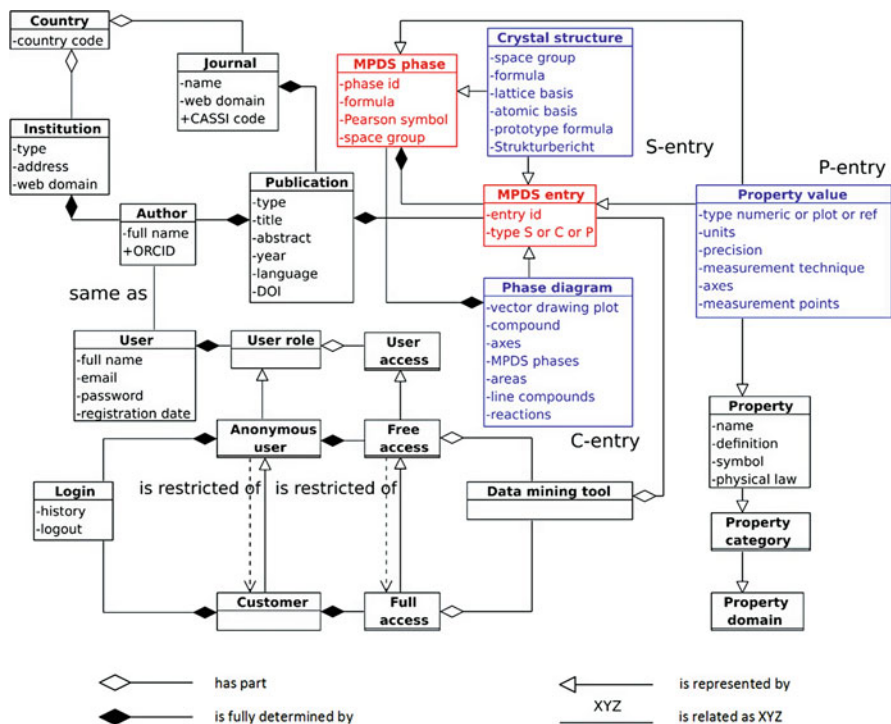 Country
-country code
Journal
-name
-web domain
+CASSI code
Institution
-type
-address
-web domain
Author
-full name
+ORCID
Publication
-type
-title
-abstract
-year
-language
-DOI
MPDS phase
-phase id
-formula
-Pearson symbol
-space group
Crystal structure
-space group
-formula
-lattice basis
-atomic basis
-prototype formula
-Strukturbericht
S-entry
P-entry
MPDS entry
-entry id
-type S or C or P
Property value
-type numeric or plot or ref
-units
-precision
-measurement technique
-axes
-measurement points
Phase diagram
-vector drawing plot
-compound
-axes
-MPDS phases
-areas
-line compounds
-reactions
C-entry
same as
User
-full name
-email
-password
-registration date
User role
User
access
Anonymous
user
Free
access
Login
-history
-logout
is restricted of
is restricted of
Data mining tool
Customer
Full
access
Property
-name
-definition
-symbol
-physical law
Property
category
Property
domain
has part
is fully determined by
is represented by
XYZ
is related as XYZ